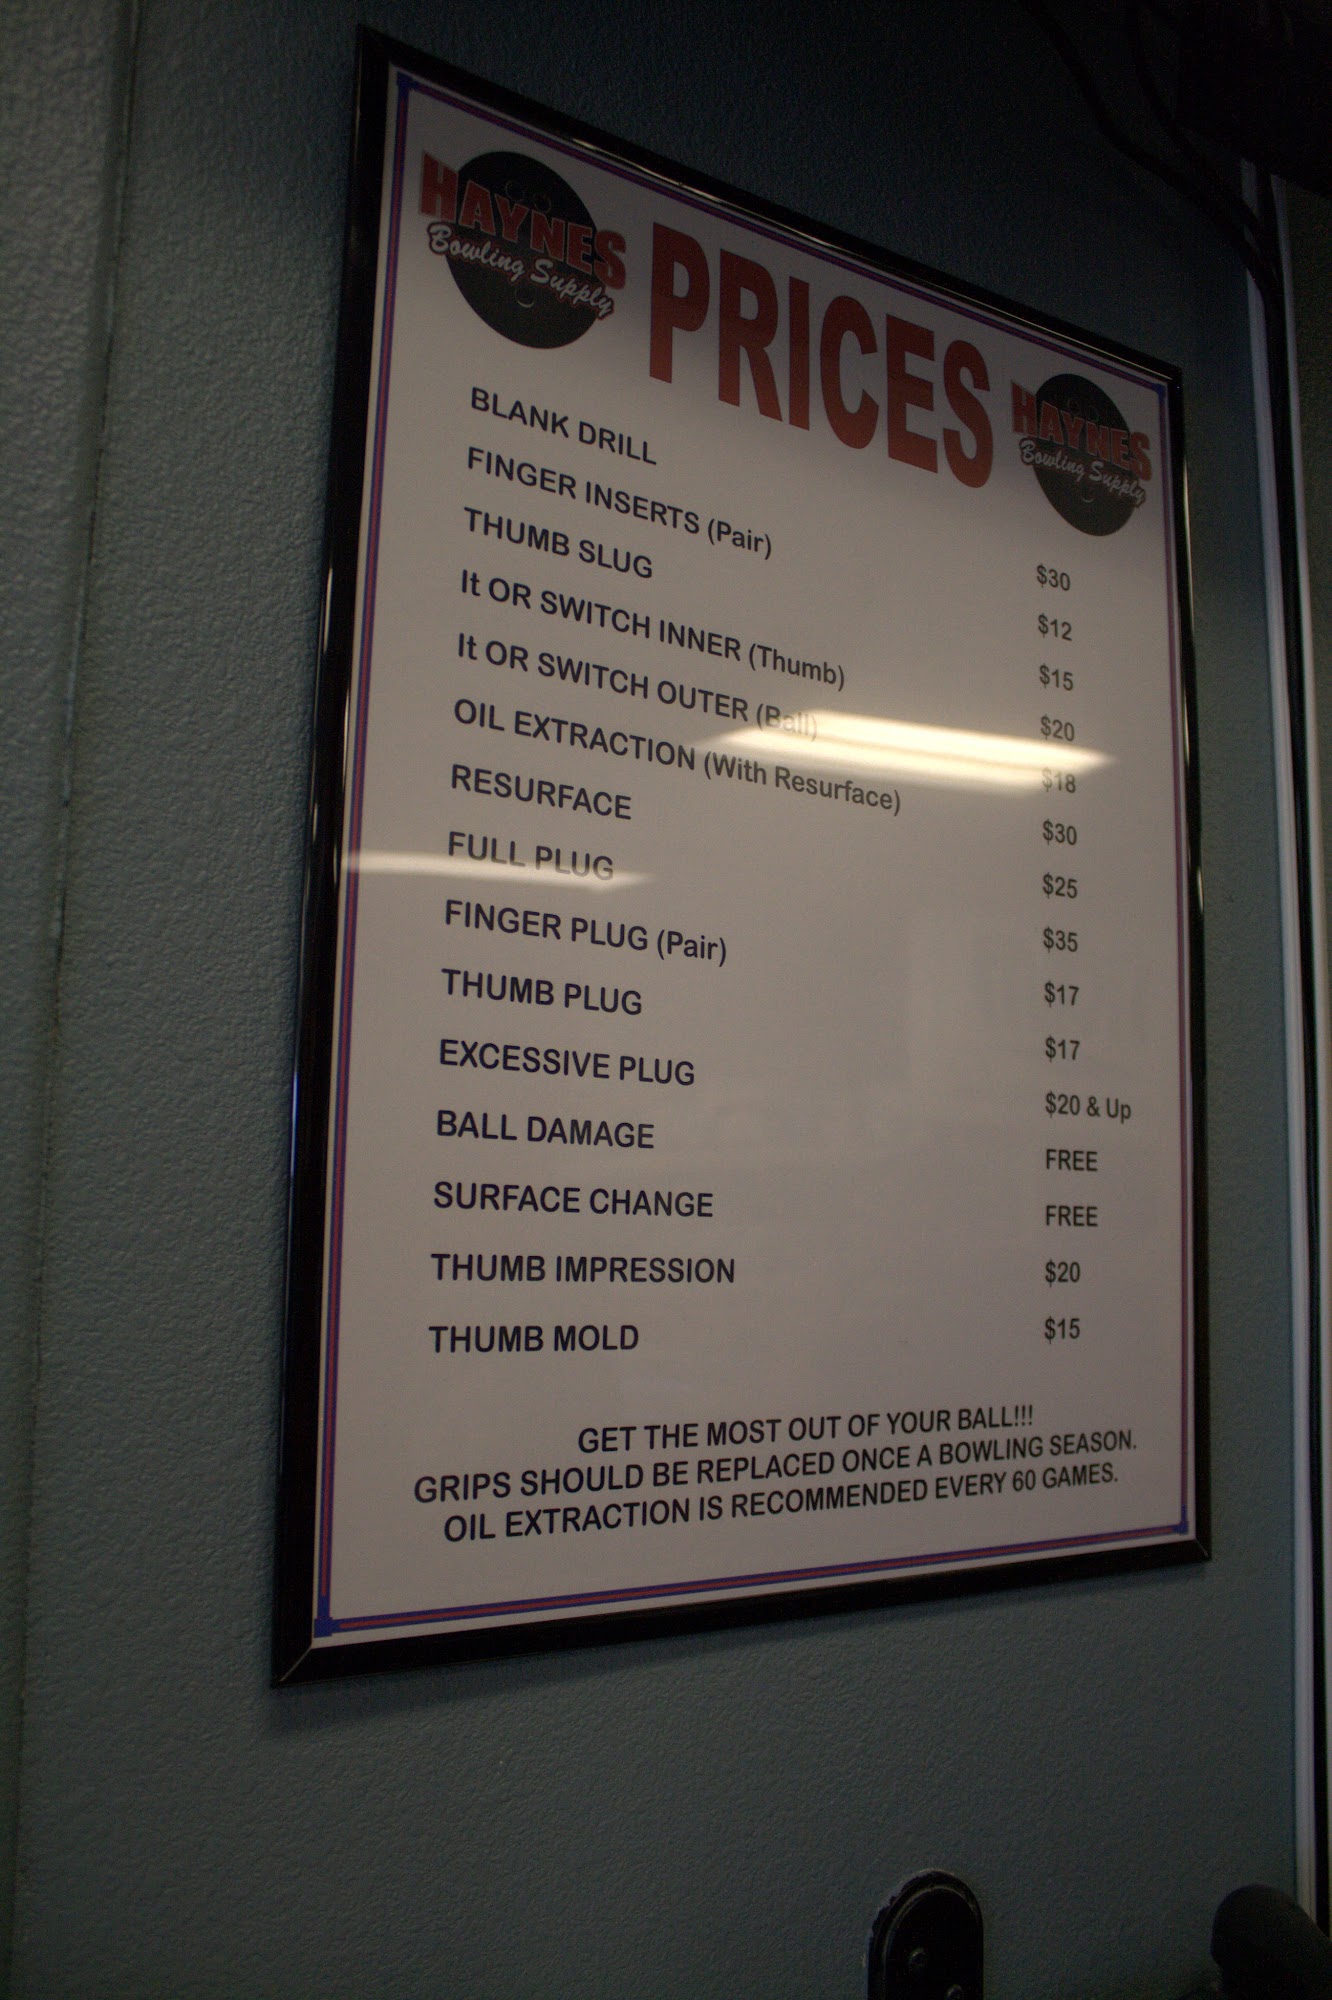 HAYNES
Bowling Supply
PRICES
HAYNES
Bowling Supply
BLANK DRILL $30
FINGER INSERTS (Pair) $12
THUMB SLUG $15
It OR SWITCH INNER (Thumb) $20
It OR SWITCH OUTER (Ball) $18
OIL EXTRACTION (With Resurface) $30
RESURFACE $25
FULL PLUG $35
FINGER PLUG (Pair) $17
THUMB PLUG $17
EXCESSIVE PLUG $20 & Up
BALL DAMAGE FREE
SURFACE CHANGE FREE
THUMB IMPRESSION $20
THUMB MOLD $15
GET THE MOST OUT OF YOUR BALL!!!
GRIPS SHOULD BE REPLACED ONCE A BOWLING SEASON.
OIL EXTRACTION IS RECOMMENDED EVERY 60 GAMES.